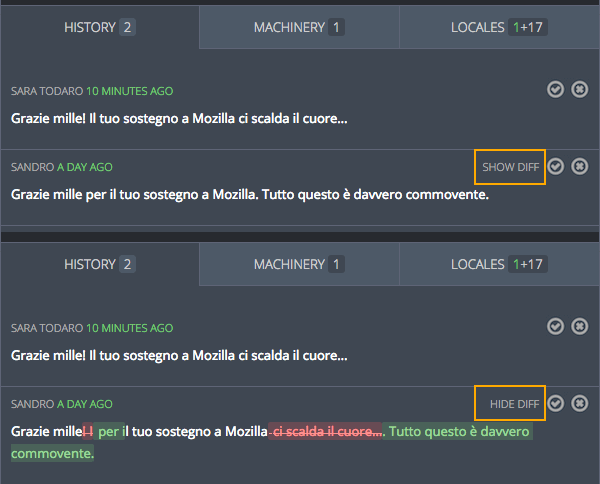 HISTORY 2 MACHINERY 1 LOCALES 1+17
SARA TODARO 10 MINUTES AGO
Grazie mille! Il tuo sostegno a Mozilla ci scalda il cuore...
SANDRO A DAY AGO SHOW DIFF
Grazie mille per il tuo sostegno a Mozilla. Tutto questo è davvero commovente.
HISTORY 2 MACHINERY 1 LOCALES 1+17
SARA TODARO 10 MINUTES AGO
Grazie mille! Il tuo sostegno a Mozilla ci scalda il cuore...
SANDRO A DAY AGO HIDE DIFF
Grazie mille! I per il tuo sostegno a Mozilla ci scalda il cuore.... Tutto questo è davvero
commovente.